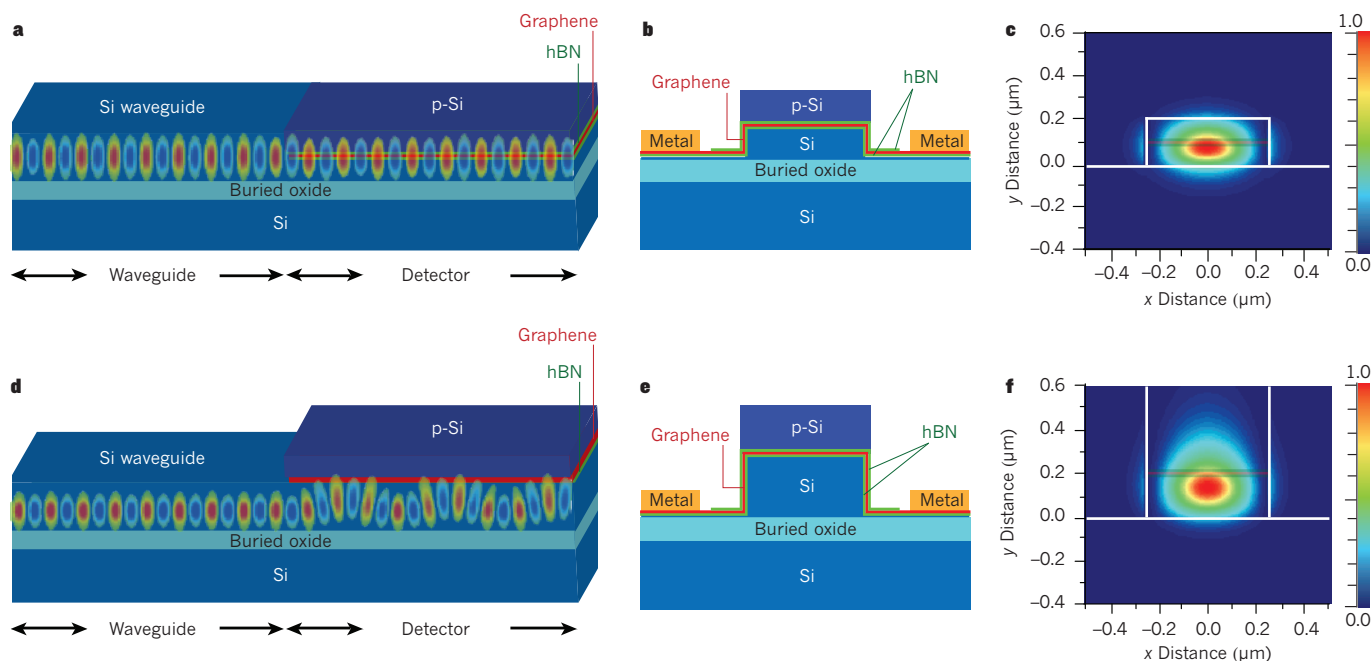 a
Graphene
hBN
Si waveguide
p-Si
Buried oxide
Si
Waveguide
Detector
b
Graphene
hBN
p-Si
Metal
Si
Metal
Buried oxide
Si
c
1.0
0.6
0.4
0.2
0.0
−0.2
−0.4
y Distance (µm)
−0.4 −0.2 0.0 0.2 0.4
x Distance (µm)
0.0
d
Graphene
hBN
p-Si
Si waveguide
Buried oxide
Si
Waveguide
Detector
e
p-Si
Graphene
hBN
Si
Metal
Metal
Buried oxide
Si
f
1.0
0.6
0.4
0.2
0.0
−0.2
−0.4
y Distance (µm)
−0.4 −0.2 0.0 0.2 0.4
x Distance (µm)
0.0